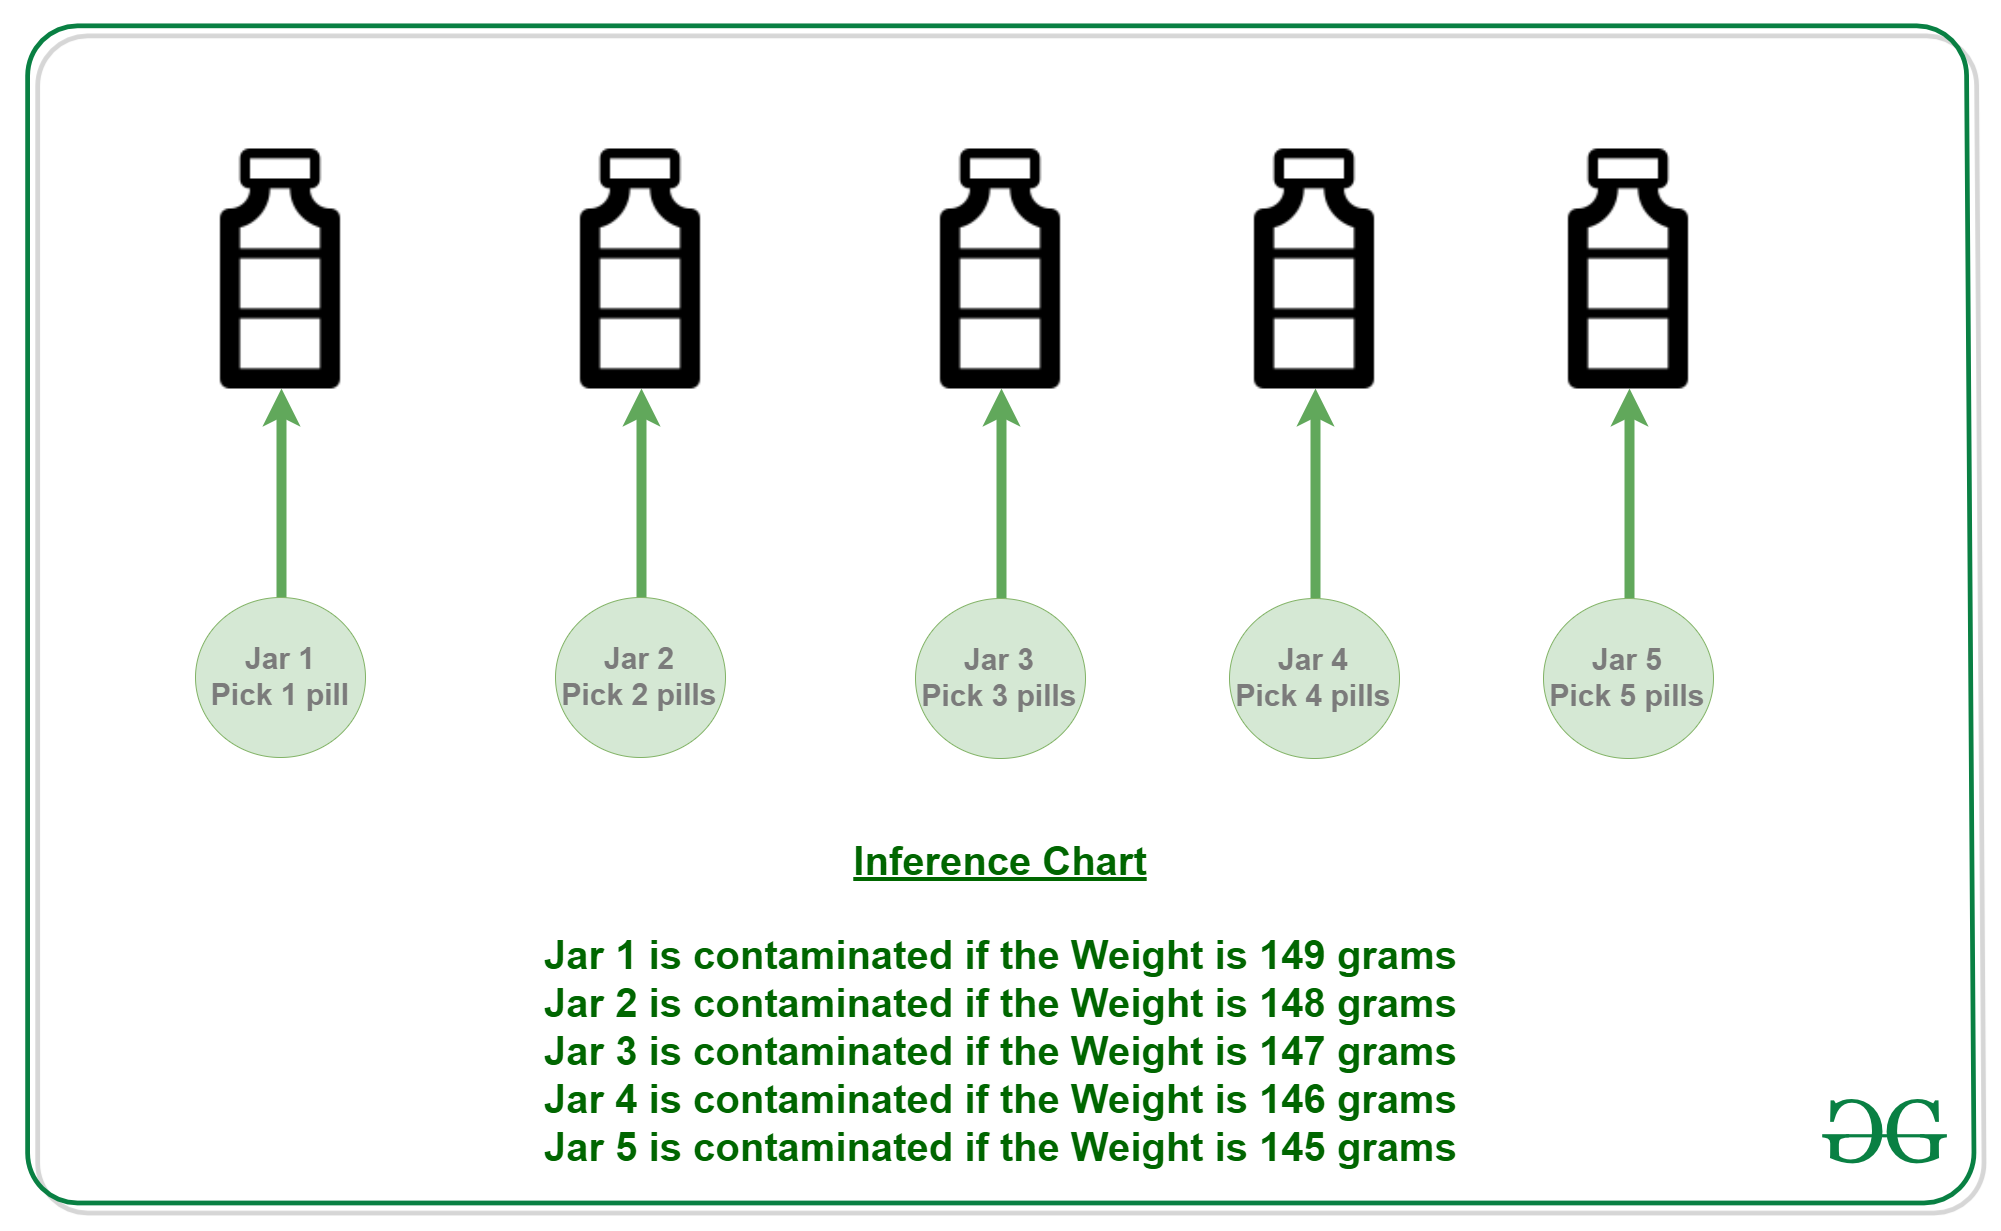 Jar 1
Pick 1 pill
Jar 2
Pick 2 pills
Jar 3
Pick 3 pills
Jar 4
Pick 4 pills
Jar 5
Pick 5 pills
Inference Chart
Jar 1 is contaminated if the Weight is 149 grams
Jar 2 is contaminated if the Weight is 148 grams
Jar 3 is contaminated if the Weight is 147 grams
Jar 4 is contaminated if the Weight is 146 grams
Jar 5 is contaminated if the Weight is 145 grams